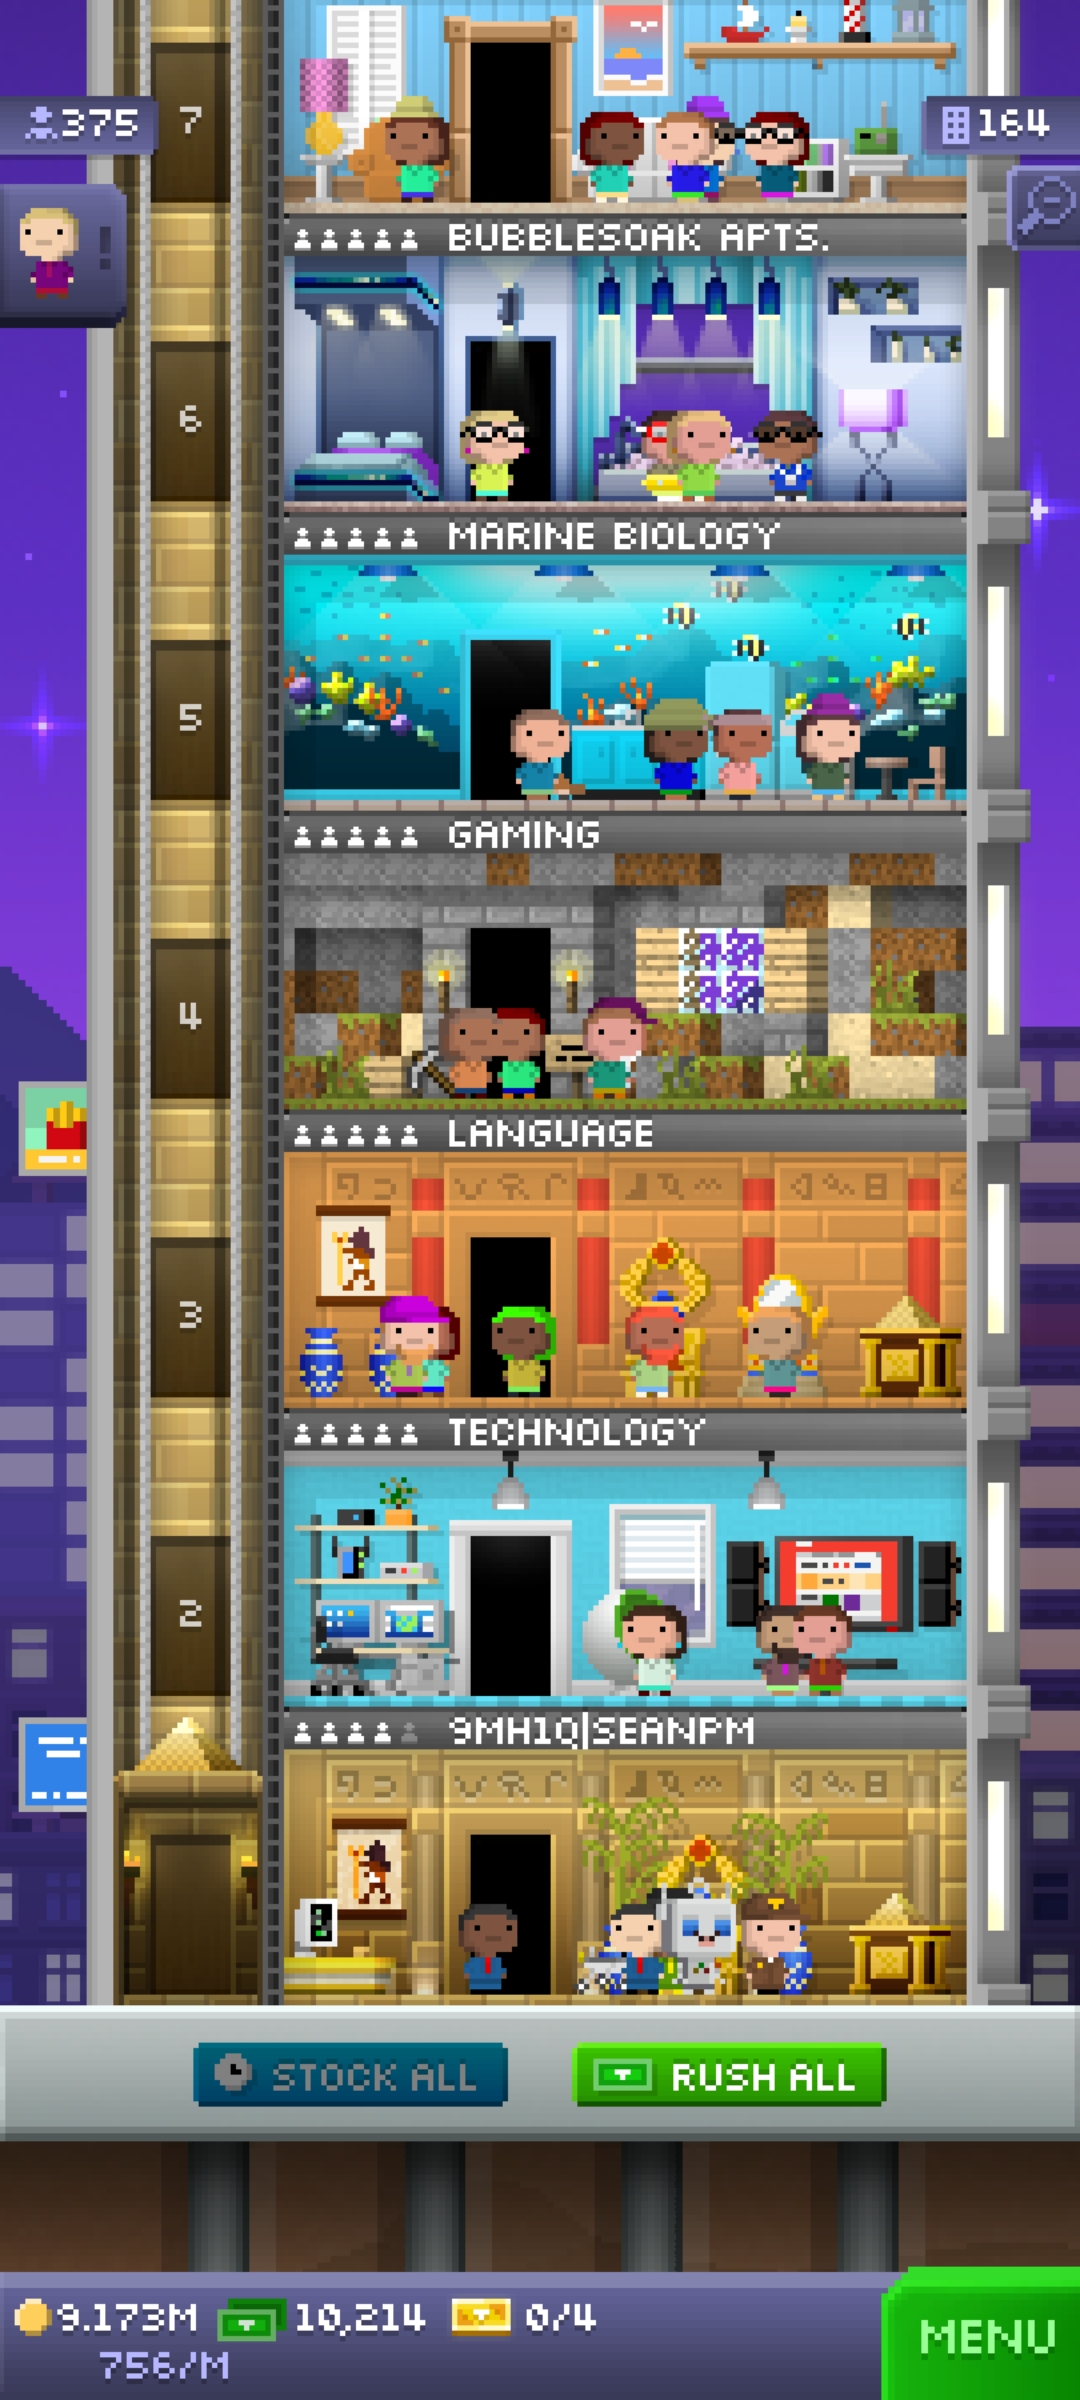 7
375
164
!
BUBBLESOAK APTS.
6
MARINE BIOLOGY
5
GAMING
4
LANGUAGE
3
TECHNOLOGY
2
9MH1Q|SEANPM
STOCK ALL
RUSH ALL
9.173M
10,214
0/4
756/M
MENU